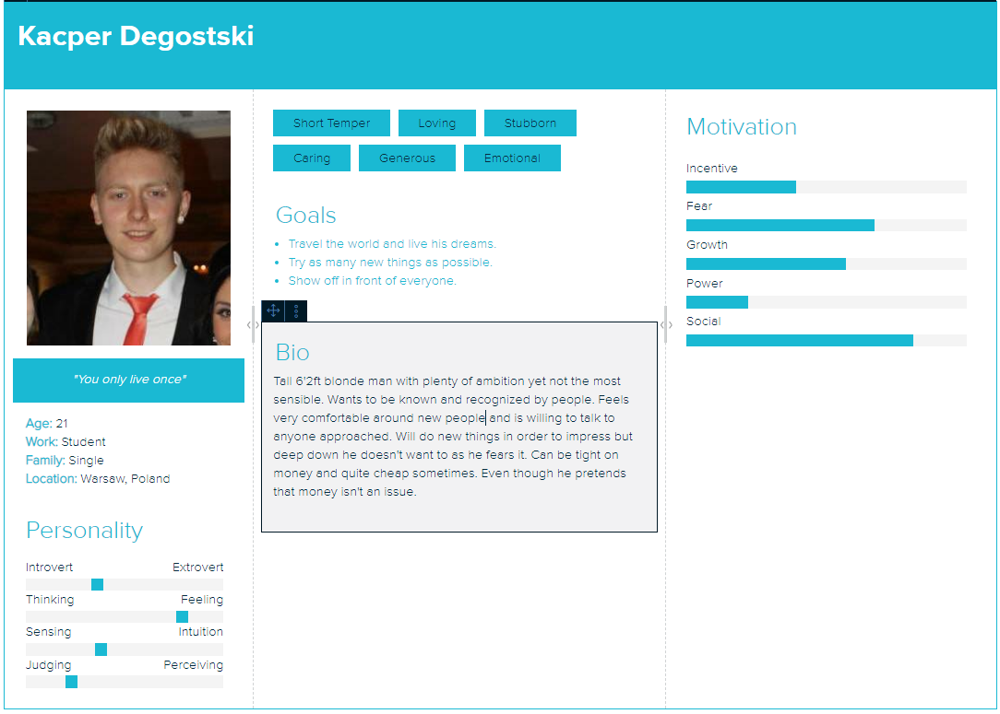 Kacper Degostski
"You only live once"
Age: 21
Work: Student
Family: Single
Location: Warsaw, Poland
Personality
Introvert Extrovert
Thinking Feeling
Sensing Intuition
Judging Perceiving
Short Temper Loving Stubborn
Caring Generous Emotional
Goals
Travel the world and live his dreams.
Try as many new things as possible.
Show off in front of everyone.
Bio
Tall 6'2ft blonde man with plenty of ambition yet not the most
sensible. Wants to be known and recognized by people. Feels
very comfortable around new people and is willing to talk to
anyone approached. Will do new things in order to impress but
deep down he doesn't want to as he fears it. Can be tight on
money and quite cheap sometimes. Even though he pretends
that money isn't an issue.
Motivation
Incentive
Fear
Growth
Power
Social